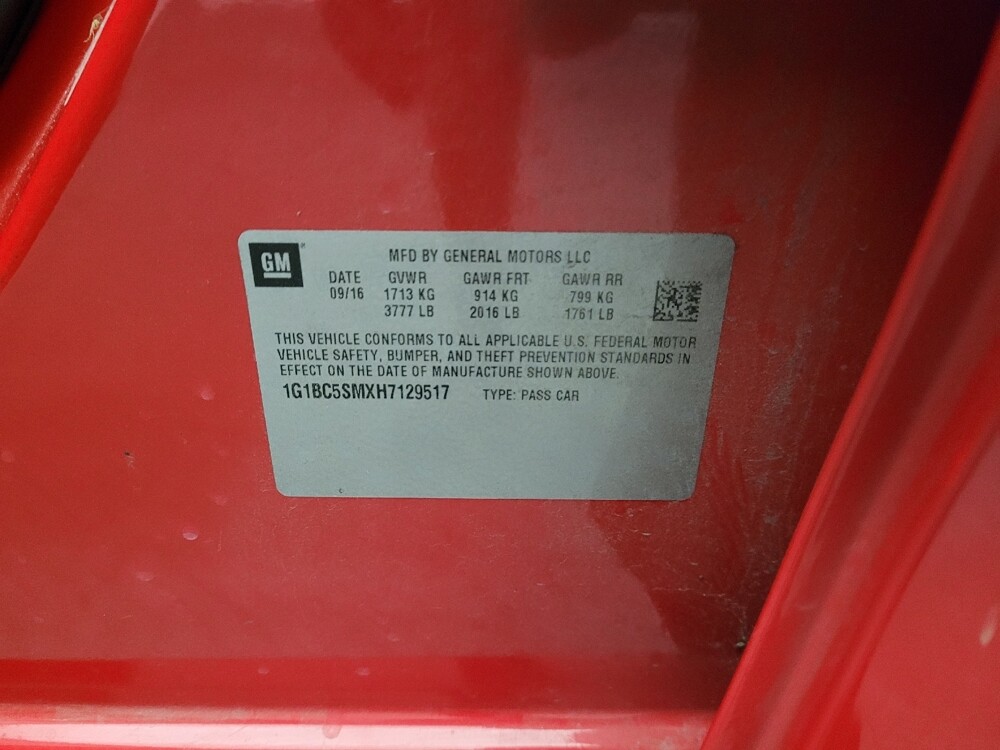 GM
MFD BY GENERAL MOTORS LLC
DATE GVWR GAWR FRT GAWR RR
09/16 1713 KG 914 KG 799 KG
3777 LB 2016 LB 1761 LB
THIS VEHICLE CONFORMS TO ALL APPLICABLE U.S. FEDERAL MOTOR
VEHICLE SAFETY, BUMPER, AND THEFT PREVENTION STANDARDS IN
EFFECT ON THE DATE OF MANUFACTURE SHOWN ABOVE.
1G1BC5SMXH7129517 TYPE: PASS CAR